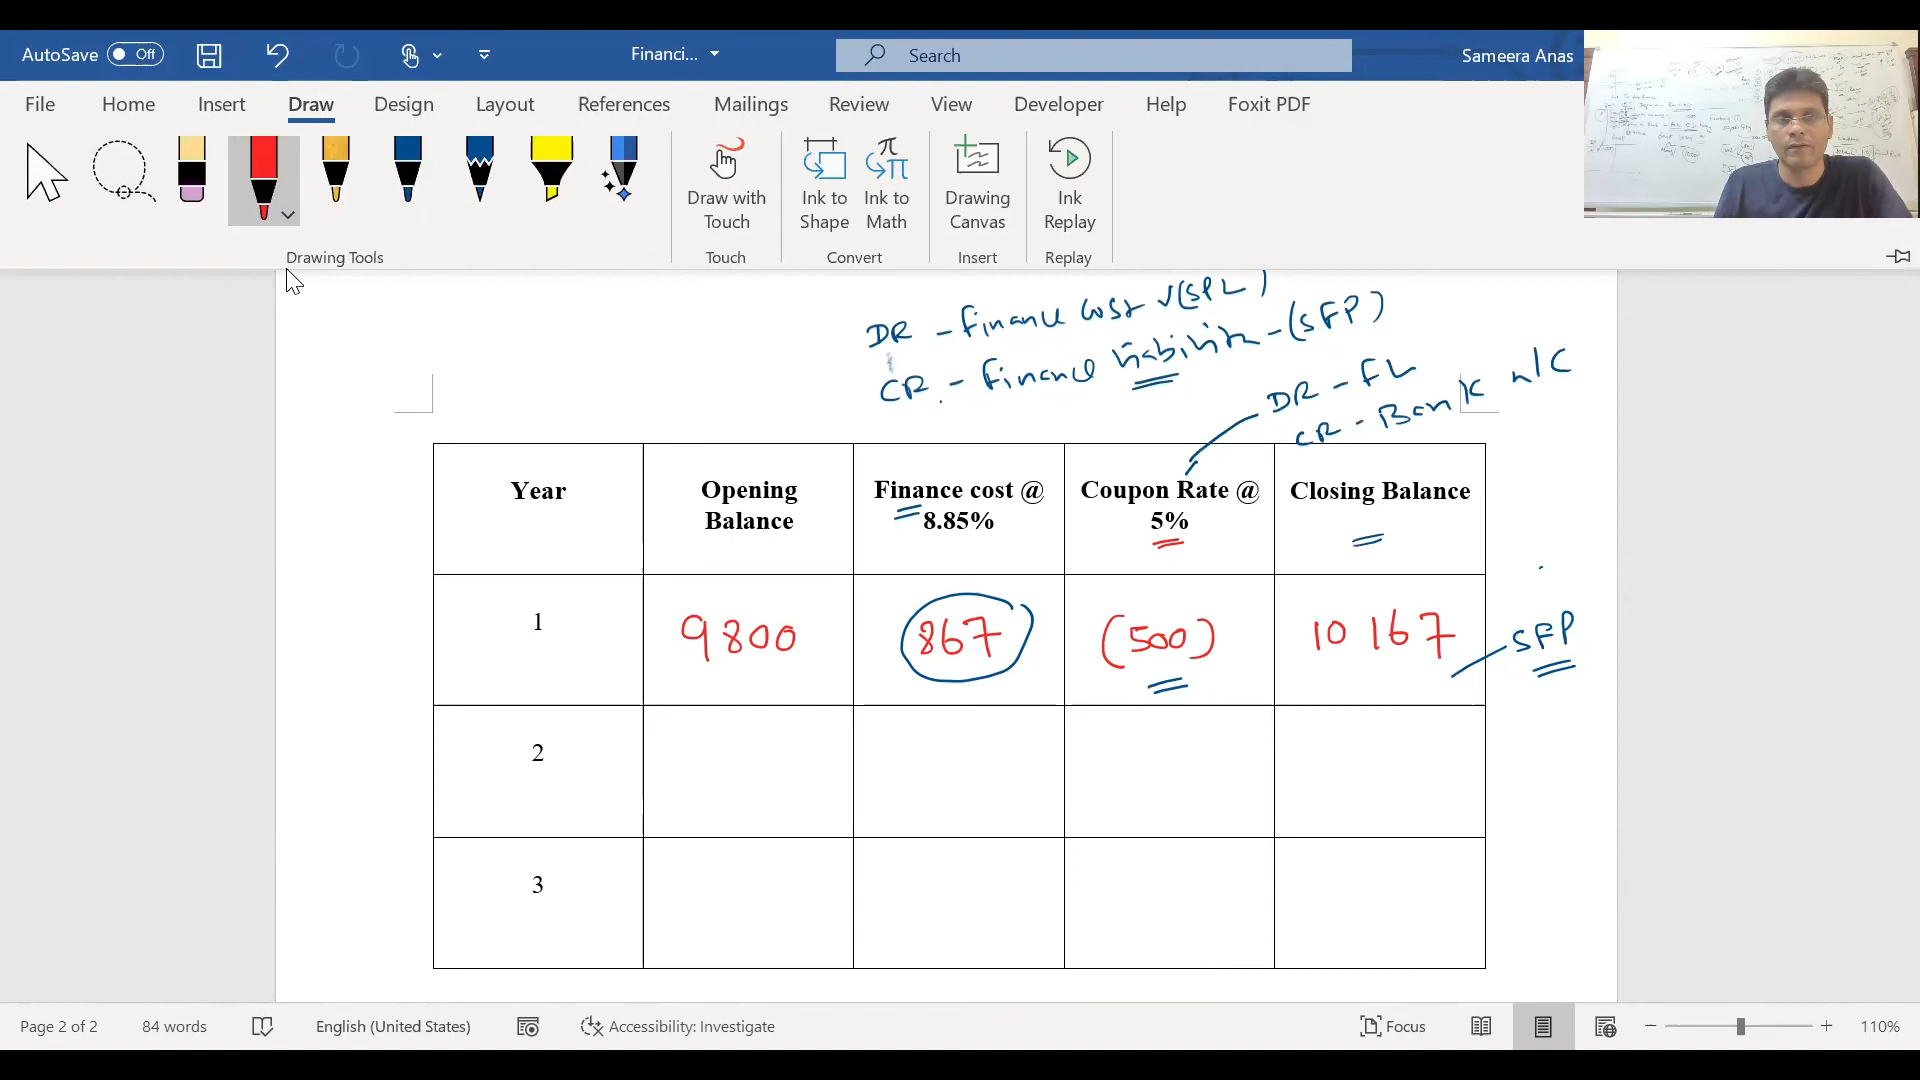 AutoSave Off Financi... Search Sameera Anas
File Home Insert Draw Design Layout References Mailings Review View Developer Help Foxit PDF
Draw with Touch
Ink to Shape
Ink to Math
Drawing Canvas
Ink Replay
Drawing Tools Touch Convert Insert Replay
DR - Finance cost √(SPL)
CR - Finance liability - (SFP)
DR - FL
CR - Bank A/C
Year Opening Balance Finance cost @ 8.85% Coupon Rate @ 5% Closing Balance
1 9800 867 (500) 10 167 SFP
2
3
Page 2 of 2 84 words English (United States) Accessibility: Investigate Focus 110%